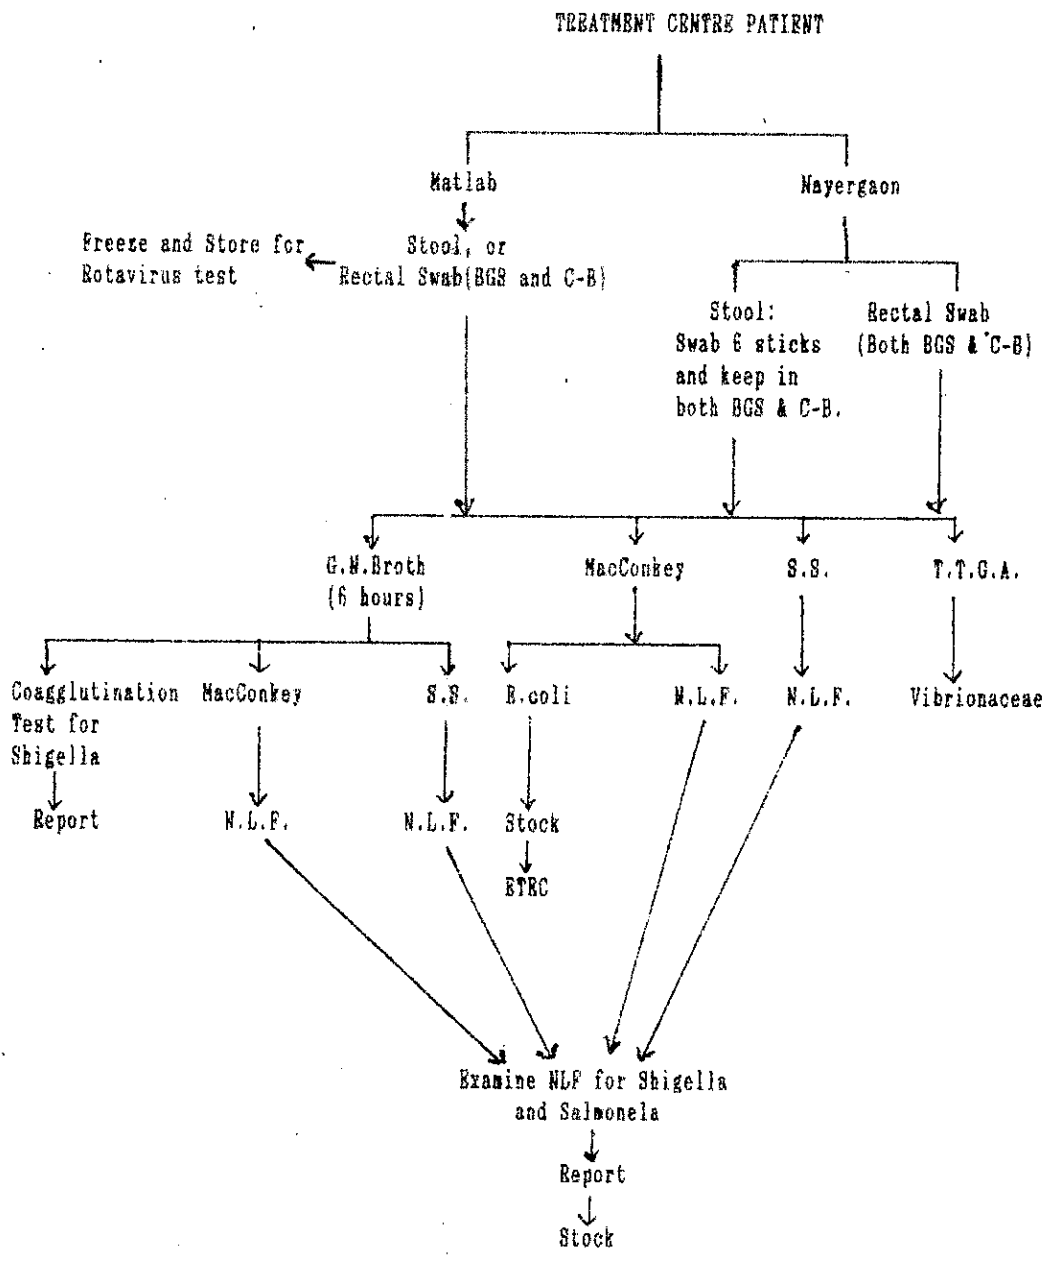 TREATMENT CENTRE PATIENT
Matlab
Nayergaon
Freeze and Store for
Rotavirus test
Stool, or
Rectal Swab(BGS and C-B)
Stool:
Swab 6 sticks
and keep in
both BGS & C-B.
Rectal Swab
(Both BGS & C-B)
G.N.Broth
(6 hours)
MacConkey
S.S.
T.T.G.A.
Coagglutination
Test for
Shigella
MacConkey
S.S.
E.coli
N.L.F.
N.L.F.
Vibrionaceae
Report
N.L.F.
N.L.F.
Stock
ETEC
Examine NLF for Shigella
and Salmonela
Report
Stock